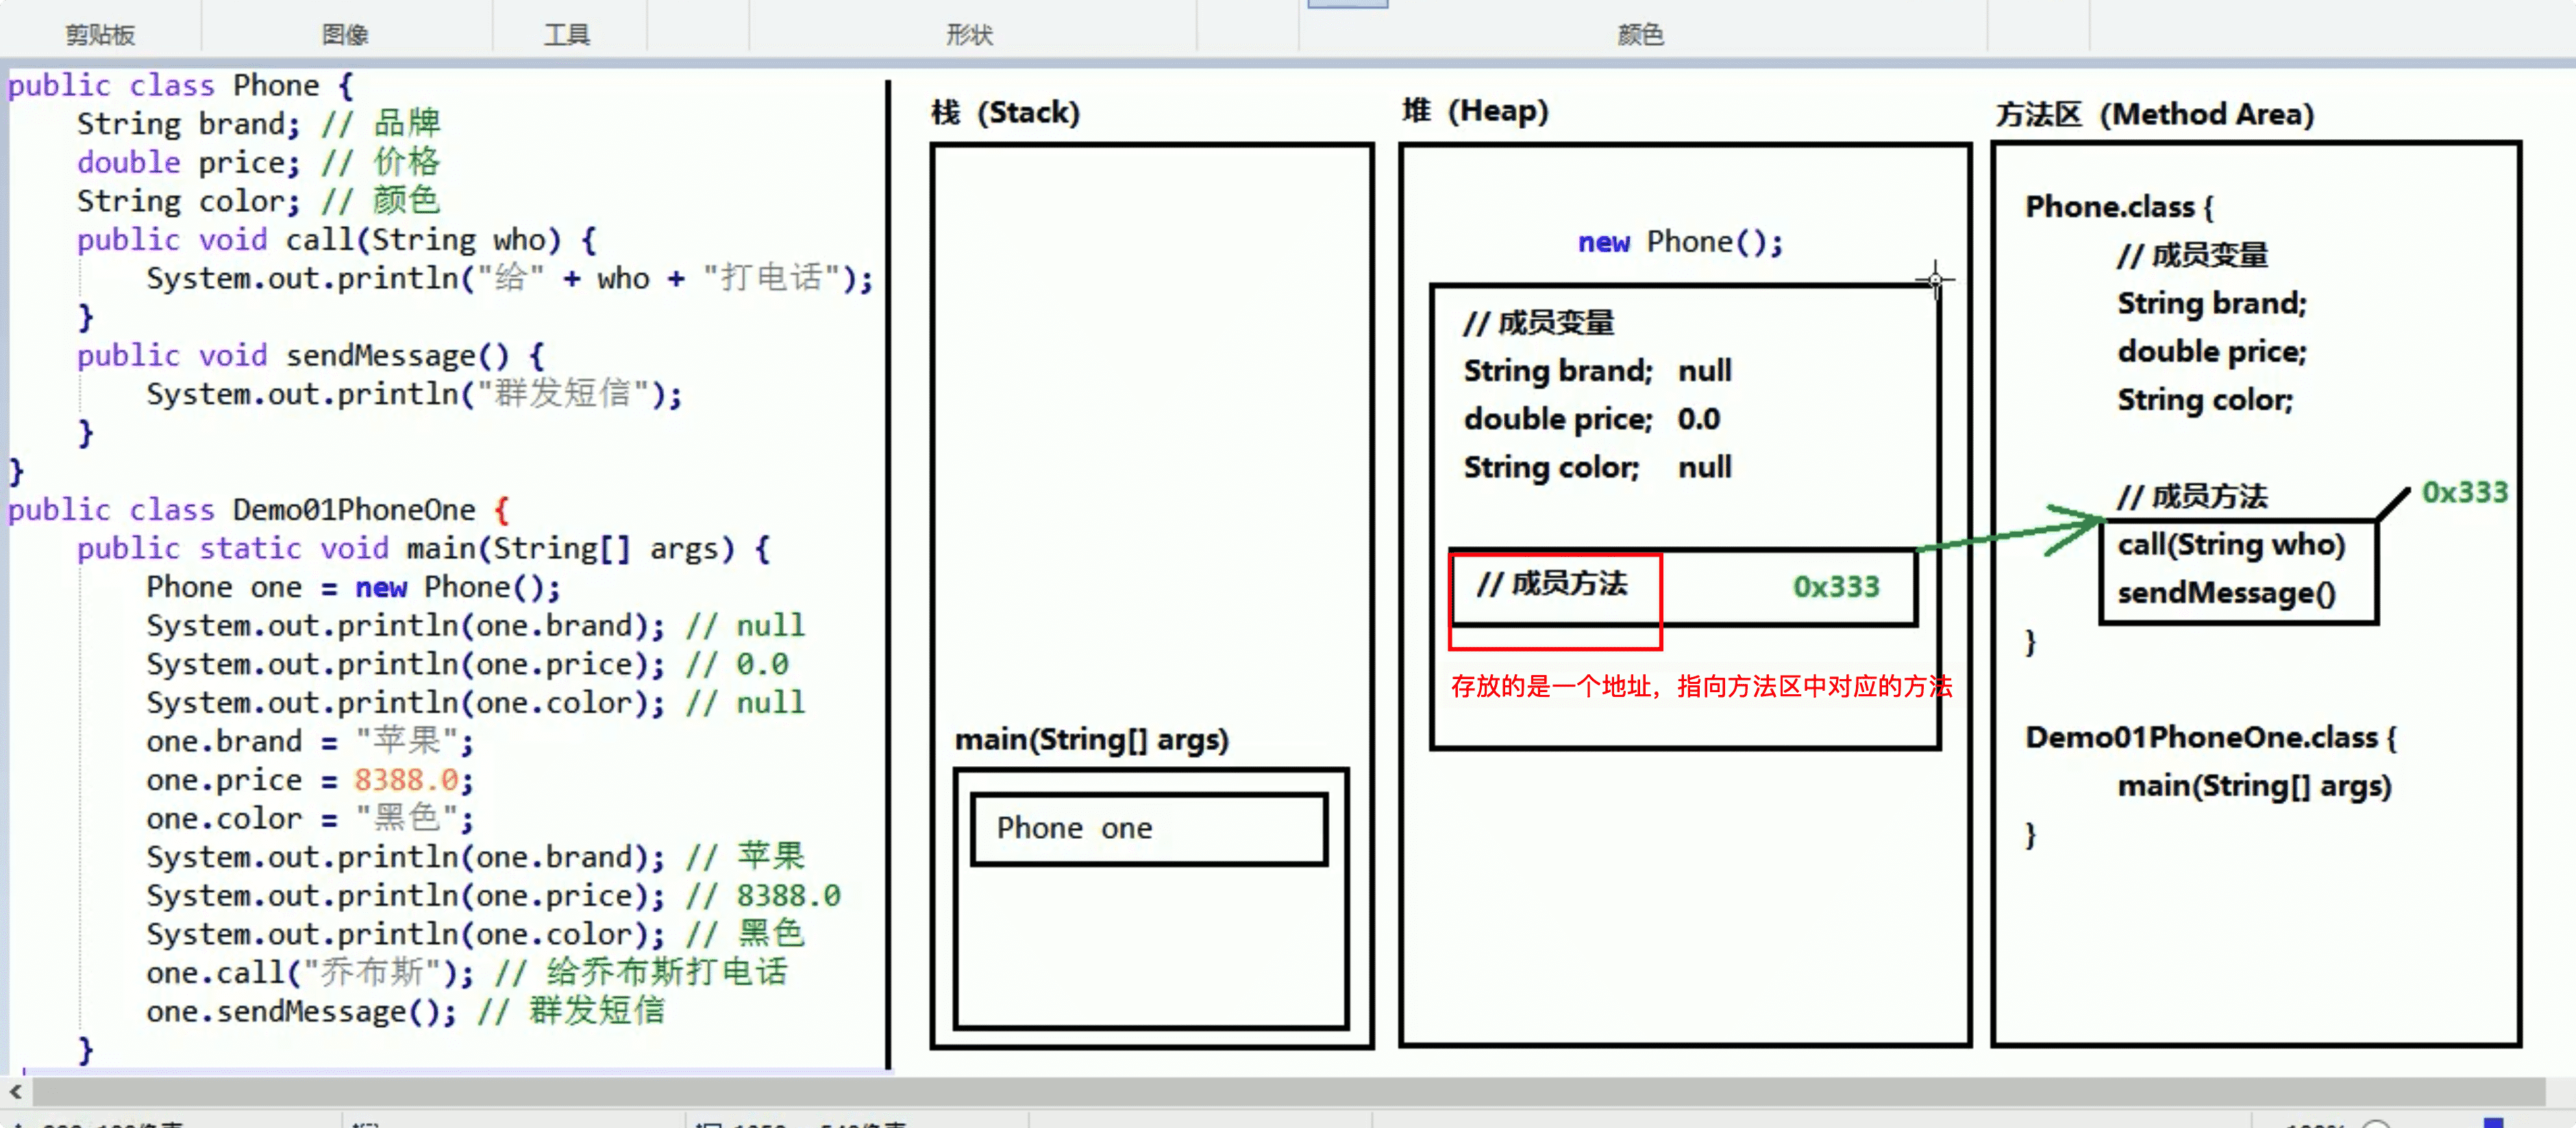 剪贴板
图像
工具
形状
颜色
public class Phone {
String brand; // 品牌
double price; // 价格
String color; // 颜色
public void call(String who) {
System.out.println("给" + who + "打电话");
}
public void sendMessage() {
System.out.println("群发短信");
}
}
public class Demo01PhoneOne {
public static void main(String[] args) {
Phone one = new Phone();
System.out.println(one.brand); // null
System.out.println(one.price); // 0.0
System.out.println(one.color); // null
one.brand = "苹果";
one.price = 8388.0;
one.color = "黑色";
System.out.println(one.brand); // 苹果
System.out.println(one.price); // 8388.0
System.out.println(one.color); // 黑色
one.call("乔布斯"); // 给乔布斯打电话
one.sendMessage(); // 群发短信
}
栈 (Stack)
main(String[] args)
Phone one
堆 (Heap)
new Phone();
// 成员变量
String brand; null
double price; 0.0
String color; null
// 成员方法 0x333
存放的是一个地址，指向方法区中对应的方法
方法区 (Method Area)
Phone.class {
// 成员变量
String brand;
double price;
String color;
// 成员方法
0x333
call(String who)
sendMessage()
}
Demo01PhoneOne.class {
main(String[] args)
}